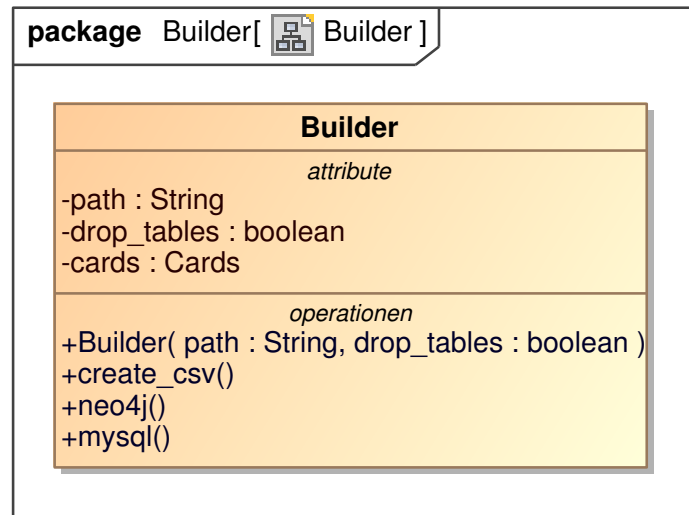 package Builder[ Builder ]
Builder
attribute
-path : String
-drop_tables : boolean
-cards : Cards
operationen
+Builder( path : String, drop_tables : boolean )
+create_csv()
+neo4j()
+mysql()